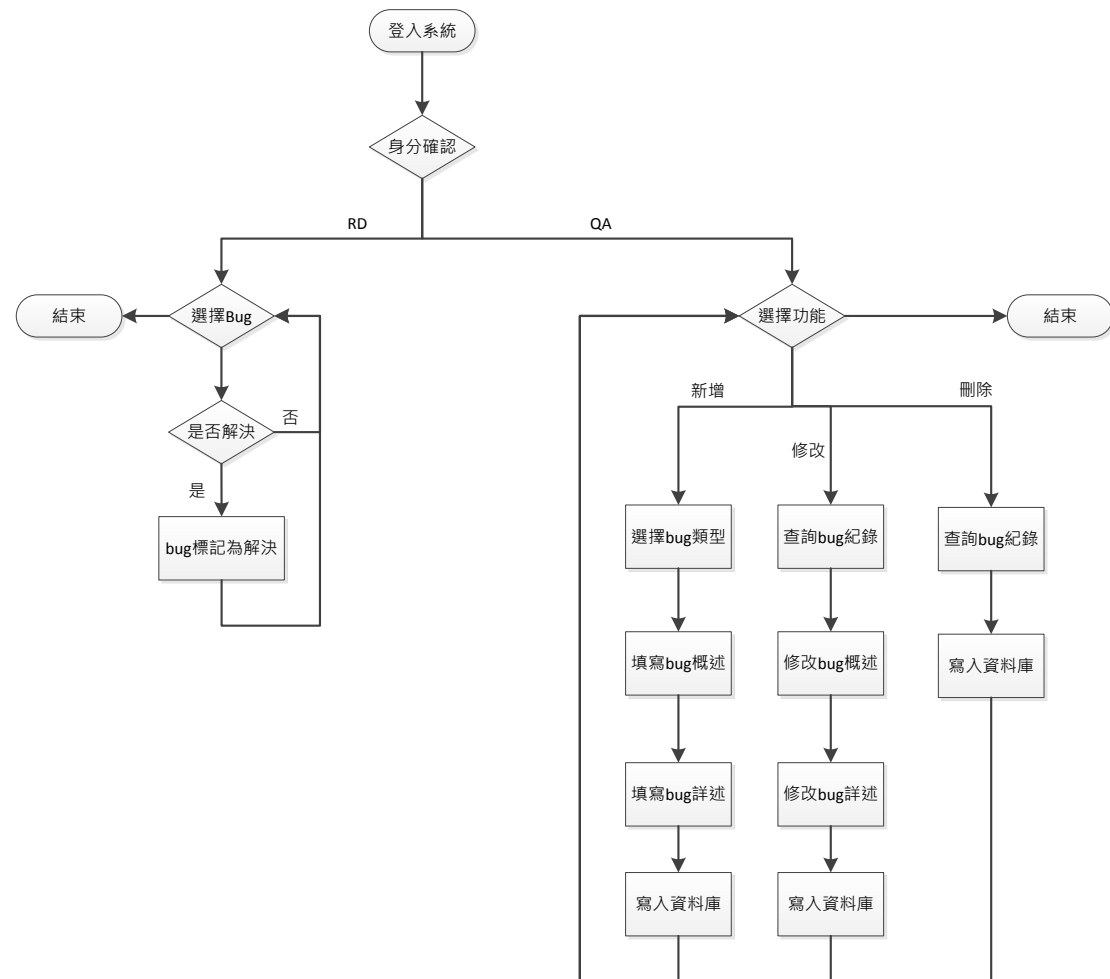 登入系統
身分確認
RD
QA
結束
選擇Bug
選擇功能
結束
新增
刪除
否
是否解決
修改
是
選擇bug類型
查詢bug紀錄
查詢bug紀錄
bug標記為解決
填寫bug概述
修改bug概述
寫入資料庫
填寫bug詳述
修改bug詳述
寫入資料庫
寫入資料庫